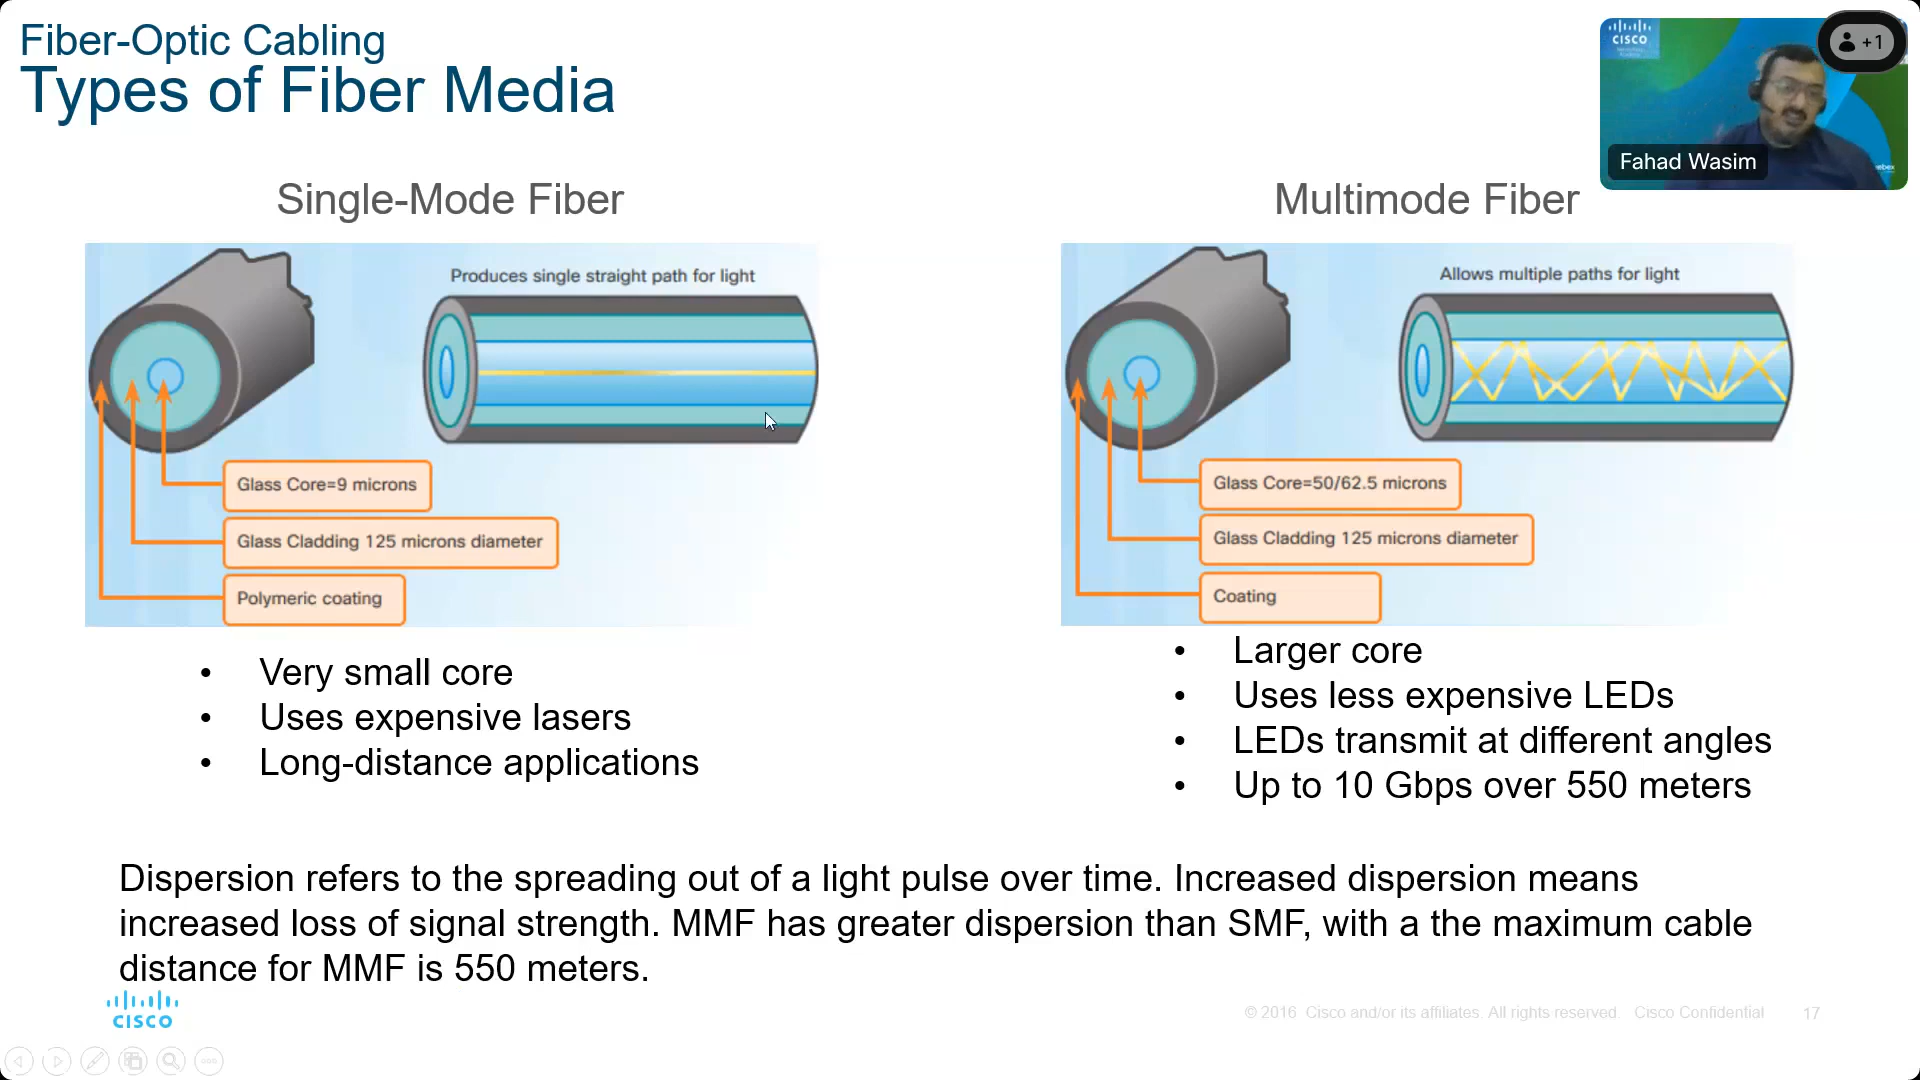 Fiber-Optic Cabling
Types of Fiber Media
CISCO
+1
Fahad Wasim
Single-Mode Fiber
Produces single straight path for light
Glass Core=9 microns
Glass Cladding 125 microns diameter
Polymeric coating
• Very small core
• Uses expensive lasers
• Long-distance applications
Multimode Fiber
Allows multiple paths for light
Glass Core=50/62.5 microns
Glass Cladding 125 microns diameter
Coating
• Larger core
• Uses less expensive LEDs
• LEDs transmit at different angles
• Up to 10 Gbps over 550 meters
Dispersion refers to the spreading out of a light pulse over time. Increased dispersion means
increased loss of signal strength. MMF has greater dispersion than SMF, with a the maximum cable
distance for MMF is 550 meters.
CISCO
© 2016 Cisco and/or its affiliates. All rights reserved. Cisco Confidential
17